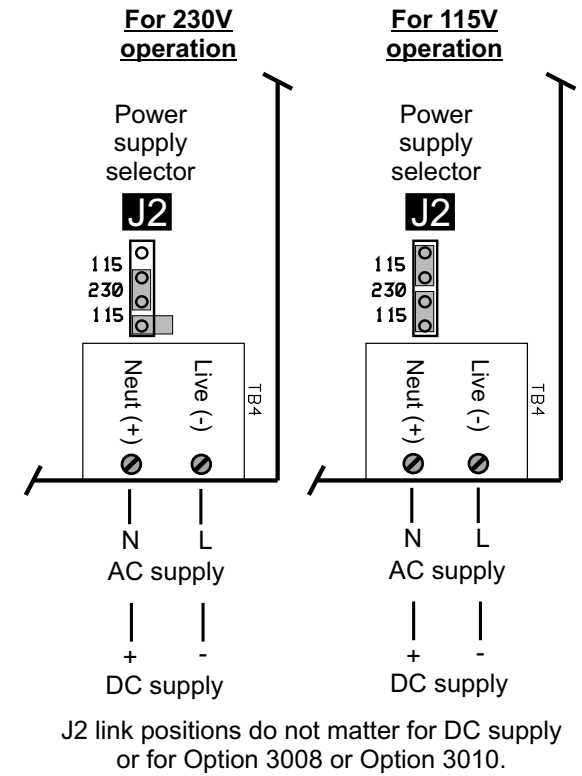 For 230V
operation
Power
supply
selector
J2
115
230
115
Neut (+)
Live (-)
TB4
N L
AC supply
+ -
DC supply
For 115V
operation
Power
supply
selector
J2
115
230
115
Neut (+)
Live (-)
TB4
N L
AC supply
+ -
DC supply
J2 link positions do not matter for DC supply
or for Option 3008 or Option 3010.